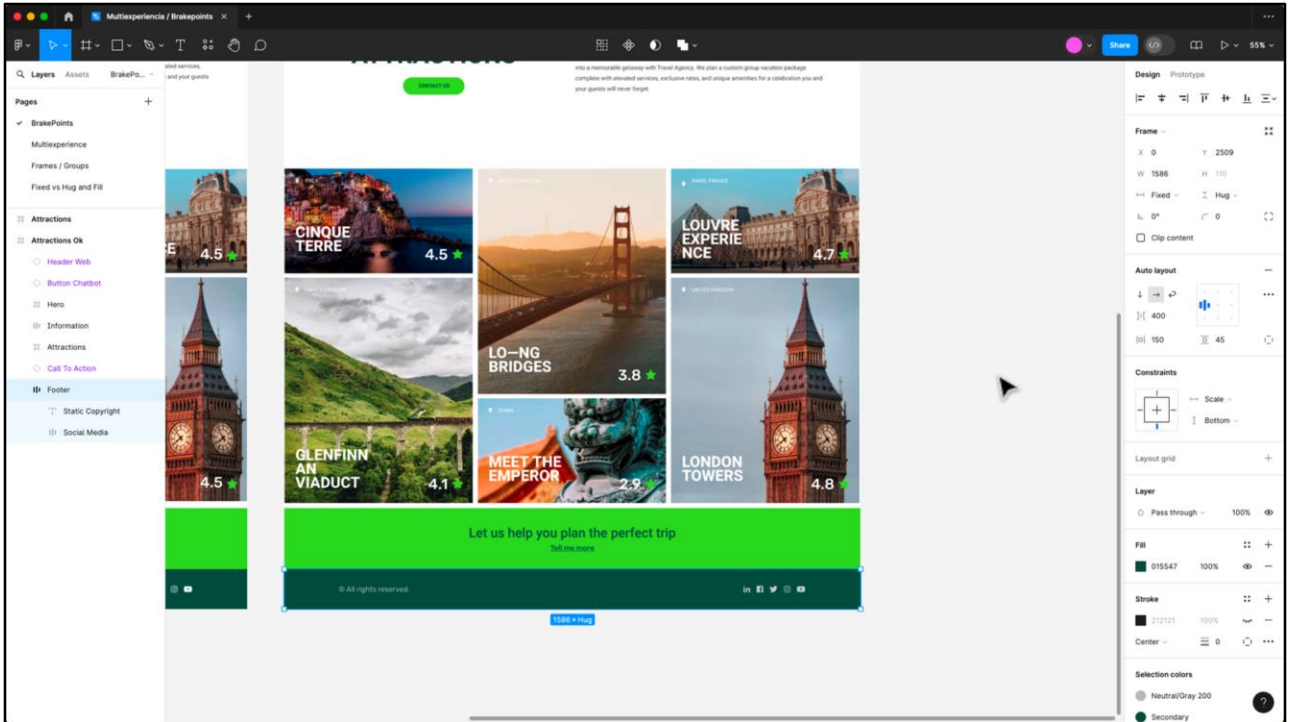 Multiexperiencia / Brakepoints
Share
55%
Layers Assets BrakePo...
Pages
BrakePoints
Multiexperience
Frames / Groups
Fixed vs Hug and Fill
Attractions
Attractions Ok
Header Web
Button Chatbot
Hero
Information
Attractions
Call To Action
Footer
Static Copyright
Social Media
ated services,
and your guests
ATTRACTIONS
CONTACT US
into a memorable getaway with Travel Agency. We plan a custom group vacation package
complete with elevated services, exclusive rates, and unique amenities for a celebration you and
your guests will never forget.
4.5
4.5
CINQUE
TERRE
4.5
UNITED KINGDOM
GLENFINN
AN
VIADUCT
4.1
LO—NG
BRIDGES
3.8
MEET THE
EMPEROR
2.9
PARIS, FRANCE
LOUVRE
EXPERIE
NCE
4.7
UNITED KINGDOM
LONDON
TOWERS
4.8
Let us help you plan the perfect trip
Tell me more
© All rights reserved.
1586 × Hug
Design Prototype
Frame
X 0 Y 2509
W 1586 H 110
Fixed Hug
0° 0
Clip content
Auto layout
400
150 45
Constraints
Scale
Bottom
Layout grid
Layer
Pass through 100%
Fill
015547 100%
Stroke
212121 100%
Center 0
Selection colors
Neutral/Gray 200
Secondary
?